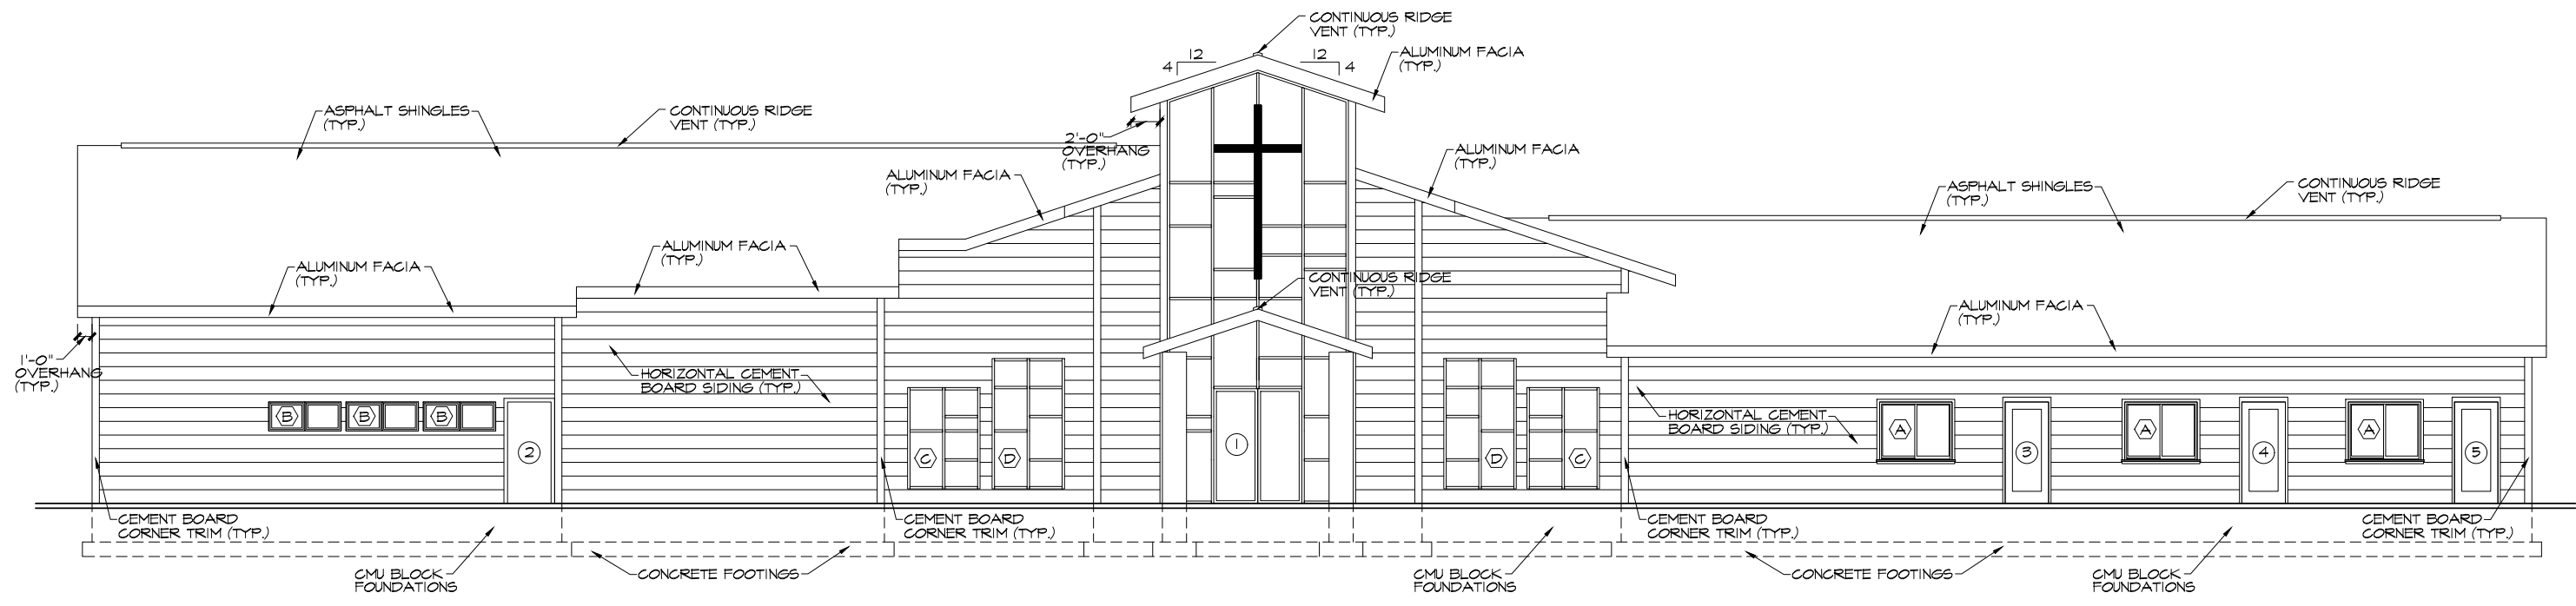 CONTINUOUS RIDGE
VENT (TYP.)
12
4
12
4
ALUMINUM FACIA
(TYP.)
ASPHALT SHINGLES
(TYP.)
CONTINUOUS RIDGE
VENT (TYP.)
2'-0"
OVERHANG
(TYP.)
ALUMINUM FACIA
(TYP.)
ALUMINUM FACIA
(TYP.)
ASPHALT SHINGLES
(TYP.)
CONTINUOUS RIDGE
VENT (TYP.)
ALUMINUM FACIA
(TYP.)
ALUMINUM FACIA
(TYP.)
CONTINUOUS RIDGE
VENT (TYP.)
ALUMINUM FACIA
(TYP.)
1'-0"
OVERHANG
(TYP.)
HORIZONTAL CEMENT
BOARD SIDING (TYP.)
HORIZONTAL CEMENT
BOARD SIDING (TYP.)
B
B
B
2
C
D
1
D
C
A
3
A
4
A
5
CEMENT BOARD
CORNER TRIM (TYP.)
CEMENT BOARD
CORNER TRIM (TYP.)
CEMENT BOARD
CORNER TRIM (TYP.)
CEMENT BOARD
CORNER TRIM (TYP.)
CMU BLOCK
FOUNDATIONS
CONCRETE FOOTINGS
CMU BLOCK
FOUNDATIONS
CONCRETE FOOTINGS
CMU BLOCK
FOUNDATIONS